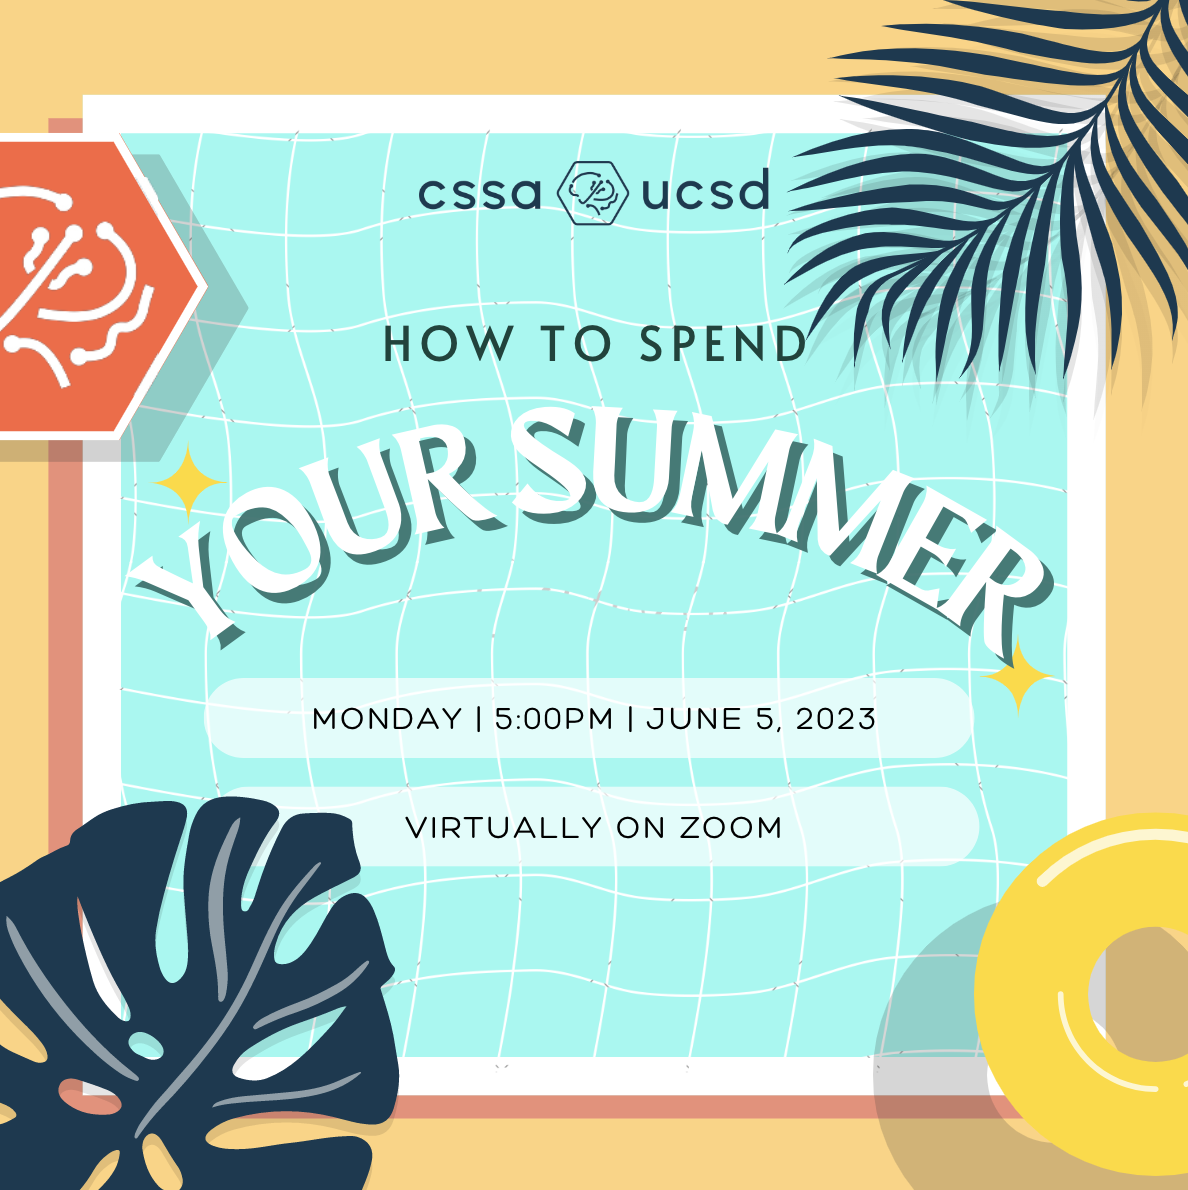 cssa ucsd
HOW TO SPEND
YOUR SUMMER
MONDAY | 5:00PM | JUNE 5, 2023
VIRTUALLY ON ZOOM